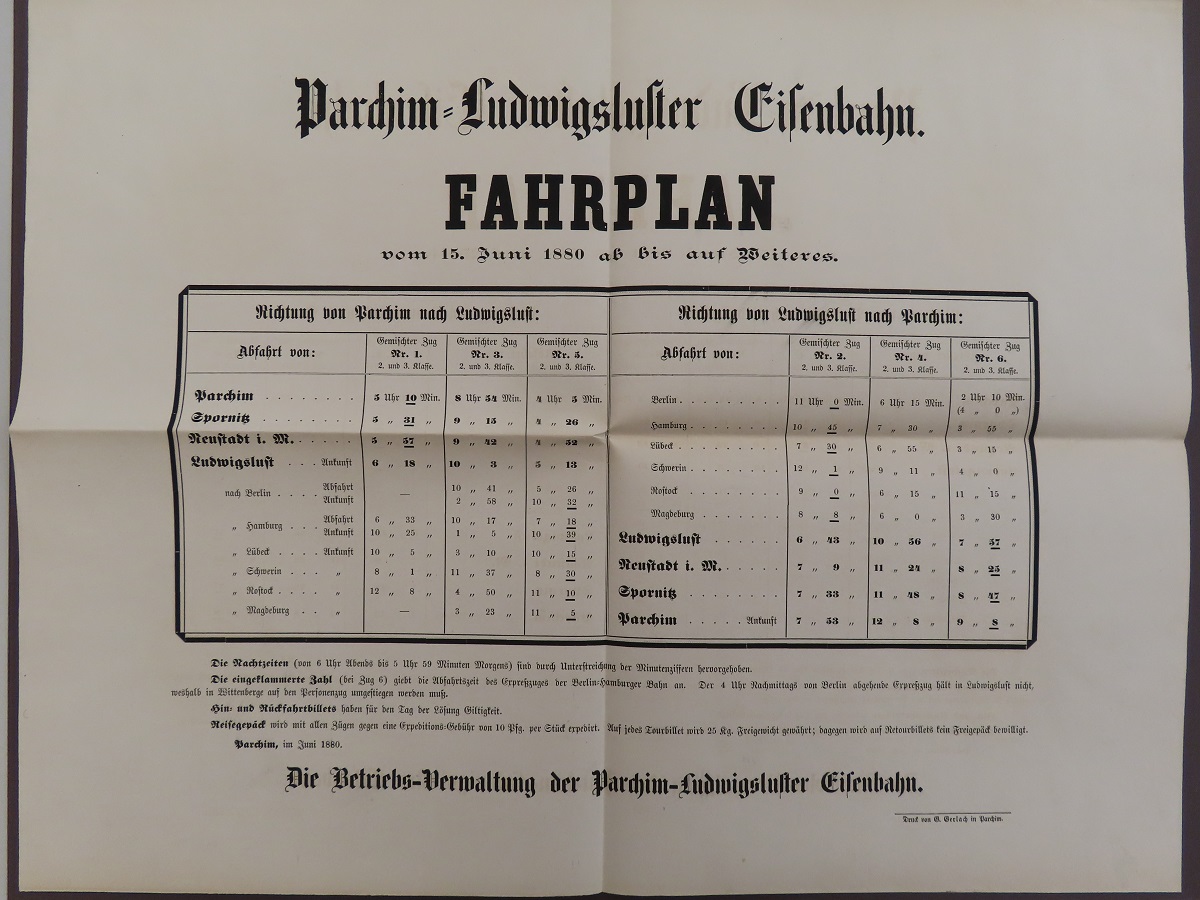 Parchim-Ludwigsluster Eisenbahn.
FAHRPLAN
vom 15. Juni 1880 ab bis auf Weiteres.
Richtung von Parchim nach Ludwigslust:
Abfahrt von: Gemischter Zug Nr. 1. 2. und 3. Klasse. Gemischter Zug Nr. 3. 2. und 3. Klasse. Gemischter Zug Nr. 5. 2. und 3. Klasse.
Parchim . . . . . . . . 5 Uhr 10 Min. 8 Uhr 54 Min. 4 Uhr 5 Min.
Spornitz . . . . . . . . 5 „ 31 „ 9 „ 15 „ 4 „ 26 „
Neustadt i. M. . . . . . 5 „ 57 „ 9 „ 42 „ 4 „ 52 „
Ludwigslust . . . Ankunft 6 „ 18 „ 10 „ 3 „ 5 „ 13 „
nach Berlin . . . . Abfahrt — 10 „ 41 „ 5 „ 26 „
Ankunft 2 „ 58 „ 10 „ 32 „
„ Hamburg . . . Abfahrt 6 „ 33 „ 10 „ 17 „ 7 „ 18 „
Ankunft 10 „ 25 „ 1 „ 5 „ 10 „ 39 „
„ Lübeck . . . . Ankunft 10 „ 5 „ 3 „ 10 „ 10 „ 15 „
„ Schwerin . . . „ 8 „ 1 „ 11 „ 37 „ 8 „ 30 „
„ Rostock . . . . „ 12 „ 8 „ 4 „ 50 „ 11 „ 10 „
„ Magdeburg . . „ — 3 „ 23 „ 11 „ 5 „
Richtung von Ludwigslust nach Parchim:
Abfahrt von: Gemischter Zug Nr. 2. 2. und 3. Klasse. Gemischter Zug Nr. 4. 2. und 3. Klasse. Gemischter Zug Nr. 6. 2. und 3. Klasse.
Berlin . . . . . . . . 11 Uhr 0 Min. 6 Uhr 15 Min. 2 Uhr 10 Min.
(4 „ 0 „)
Hamburg . . . . . . . 10 „ 45 „ 7 „ 30 „ 3 „ 55 „
Lübeck . . . . . . . . 7 „ 30 „ 6 „ 55 „ 3 „ 15 „
Schwerin . . . . . . . 12 „ 1 „ 9 „ 11 „ 4 „ 0 „
Rostock . . . . . . . 9 „ 0 „ 6 „ 15 „ 11 „ 15 „
Magdeburg . . . . . . 8 „ 8 „ 6 „ 0 „ 3 „ 30 „
Ludwigslust . . . . . . 6 „ 43 „ 10 „ 56 „ 7 „ 57 „
Neustadt i. M. . . . . . 7 „ 9 „ 11 „ 24 „ 8 „ 25 „
Spornitz . . . . . . . 7 „ 33 „ 11 „ 48 „ 8 „ 47 „
Parchim . . . . . Ankunft 7 „ 53 „ 12 „ 8 „ 9 „ 8 „
Die Nachtzeiten (von 6 Uhr Abends bis 5 Uhr 59 Minuten Morgens) sind durch Unterstreichung der Minutenziffern hervorgehoben.
Die eingeklammerte Zahl (bei Zug 6) giebt die Abfahrtszeit des Expreßzuges der Berlin-Hamburger Bahn an. Der 4 Uhr Nachmittags von Berlin abgehende Expreßzug hält in Ludwigslust nicht,
weshalb in Wittenberge auf den Personenzug umgestiegen werden muß.
Hin- und Rückfahrtbillets haben für den Tag der Lösung Giltigkeit.
Reisegepäck wird mit allen Zügen gegen eine Expeditions-Gebühr von 10 Pfg. per Stück expedirt. Auf jedes Tourbillet wird 25 Kg. Freigewicht gewährt; dagegen wird auf Retourbillets kein Freigepäck bewilligt.
Parchim, im Juni 1880.
Die Betriebs-Verwaltung der Parchim-Ludwigsluster Eisenbahn.
Druck von G. Gerlach in Parchim.